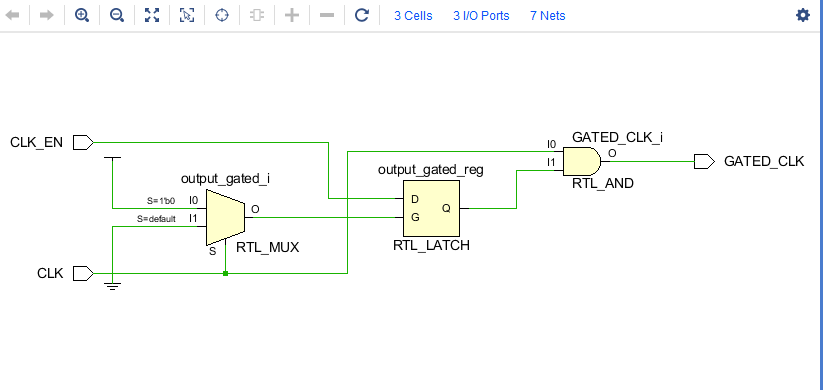 3 Cells 3 I/O Ports 7 Nets
CLK_EN
output_gated_i
S=1'b0 I0
S=default I1
O
S
RTL_MUX
CLK
output_gated_reg
D
G
Q
RTL_LATCH
GATED_CLK_i
I0
I1
O
RTL_AND
GATED_CLK